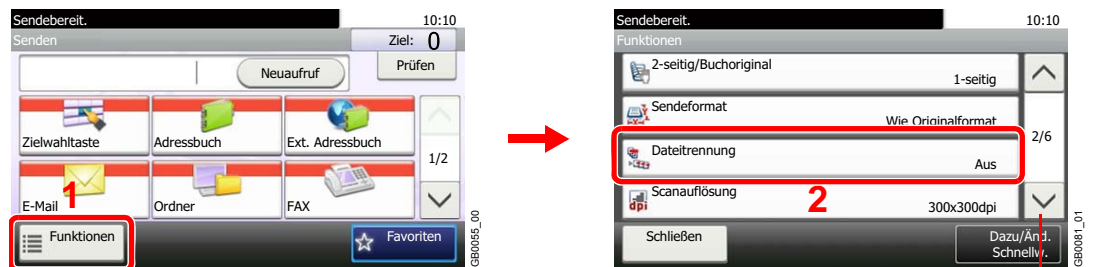 Sendebereit. 10:10
Senden Ziel: 0
Neuaufruf Prüfen
Zielwahltaste Adressbuch Ext. Adressbuch
1/2
1
E-Mail Ordner FAX
Funktionen Favoriten
GB0055_00
Sendebereit. 10:10
Funktionen
2-seitig/Buchoriginal
1-seitig
Sendeformat
Wie Originalformat
2/6
Dateitrennung
Aus
Scanauflösung
dpi
2
300x300dpi
Schließen Dazu/Änd.
Schnellw.
GB0081_01